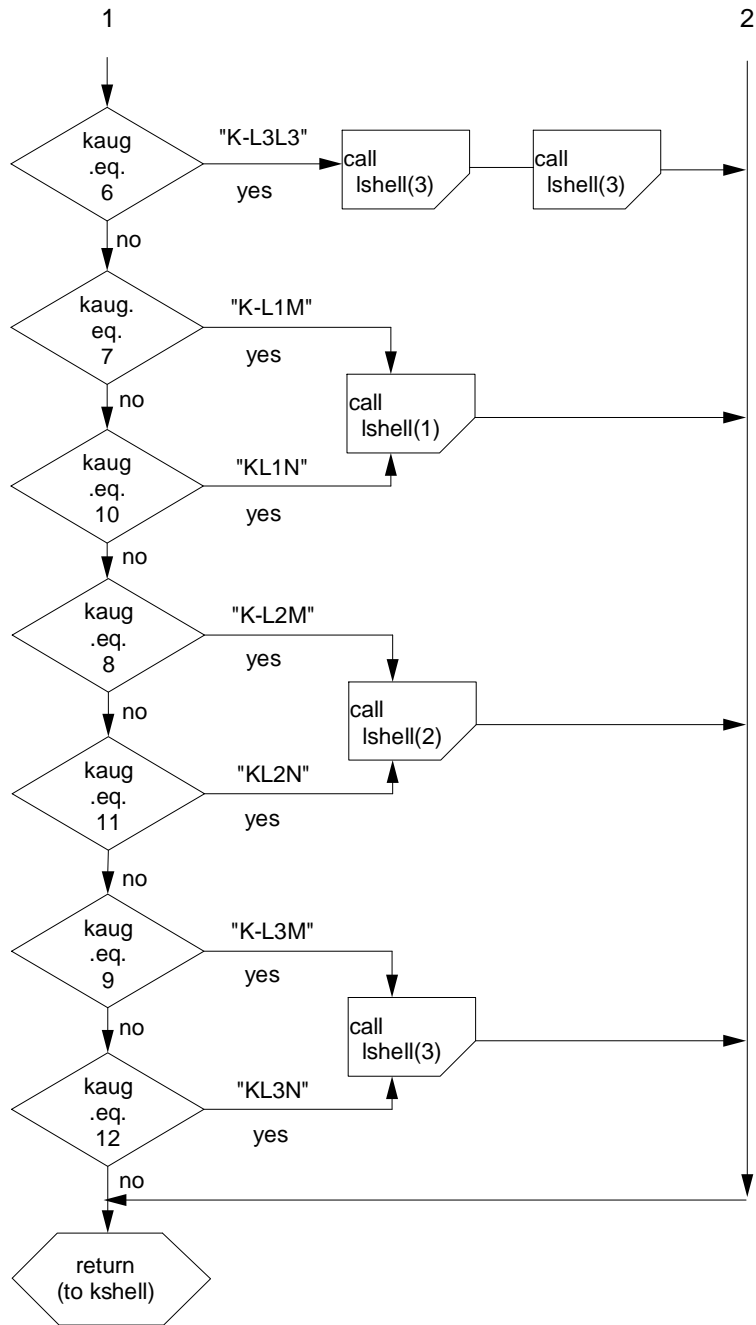 1
2
kaug
.eq.
6
"K-L3L3"
yes
call
lshell(3)
call
lshell(3)
no
kaug.
eq.
7
"K-L1M"
yes
no
call
lshell(1)
kaug
.eq.
10
"KL1N"
yes
no
kaug
.eq.
8
"K-L2M"
yes
no
call
lshell(2)
kaug
.eq.
11
"KL2N"
yes
no
kaug
.eq.
9
"K-L3M"
yes
no
call
lshell(3)
kaug
.eq.
12
"KL3N"
yes
no
return
(to kshell)